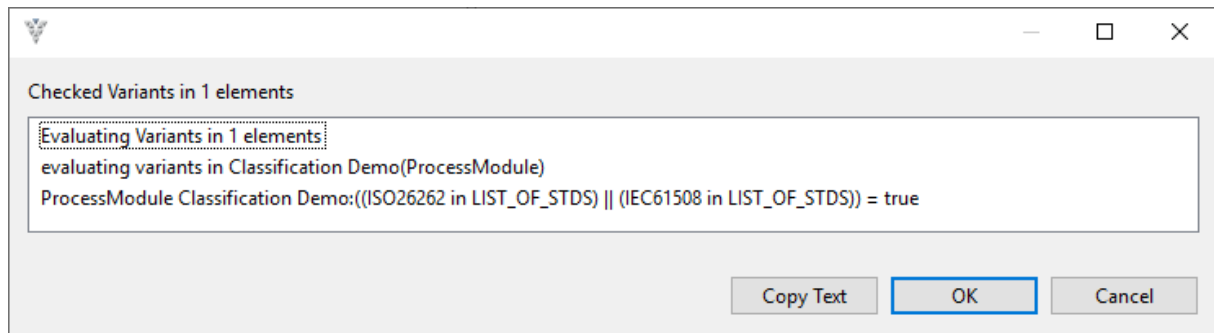 Checked Variants in 1 elements
Evaluating Variants in 1 elements
evaluating variants in Classification Demo(ProcessModule)
ProcessModule Classification Demo:((ISO26262 in LIST_OF_STDS) || (IEC61508 in LIST_OF_STDS)) = true
Copy Text OK Cancel